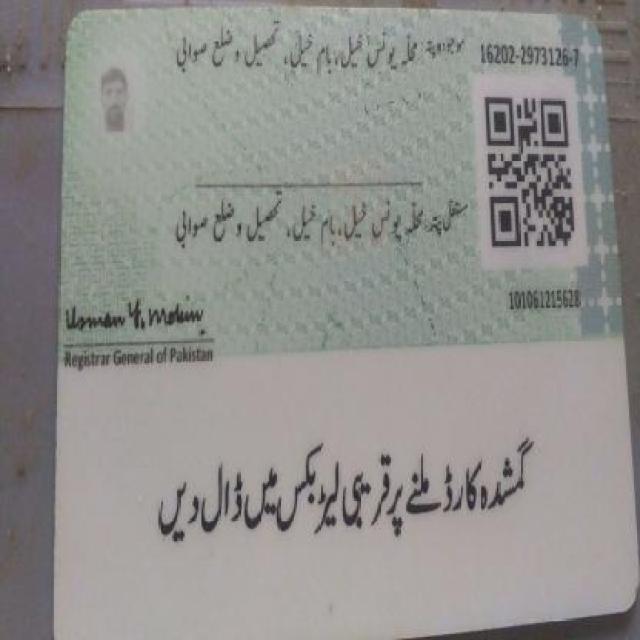 موجودہ پتہ: محلہ یونس خیل، بام خیل، تحصیل و ضلع صوابی
16202-2973126-7
مستقل پتہ: محلہ یونس خیل، بام خیل، تحصیل و ضلع صوابی
101061215628
Usman Y. Mobin
Registrar General of Pakistan
گمشدہ کارڈ ملنے پر قریبی لیٹر بکس میں ڈال دیں